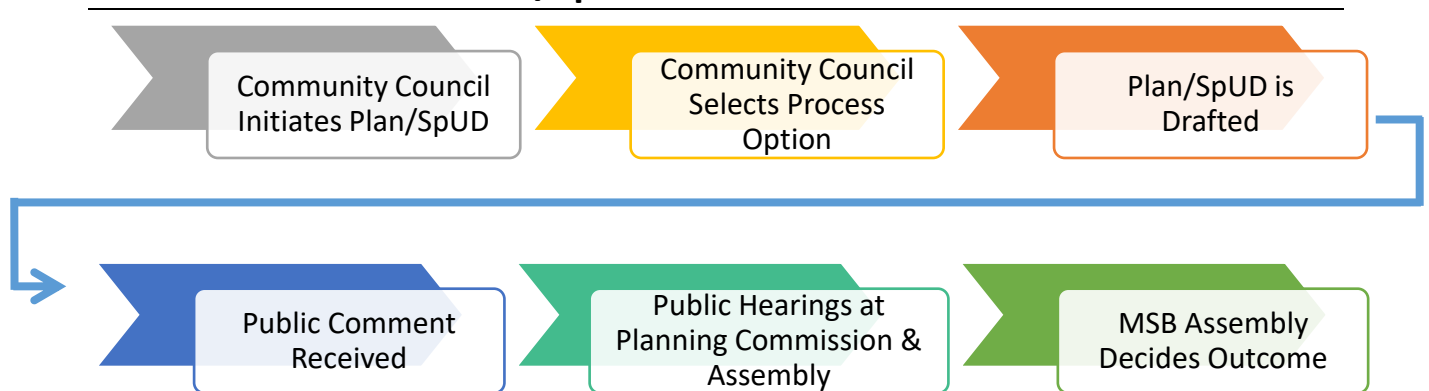 Community Council
Initiates Plan/SpUD
Community Council
Selects Process
Option
Plan/SpUD is
Drafted
Public Comment
Received
Public Hearings at
Planning Commission &
Assembly
MSB Assembly
Decides Outcome